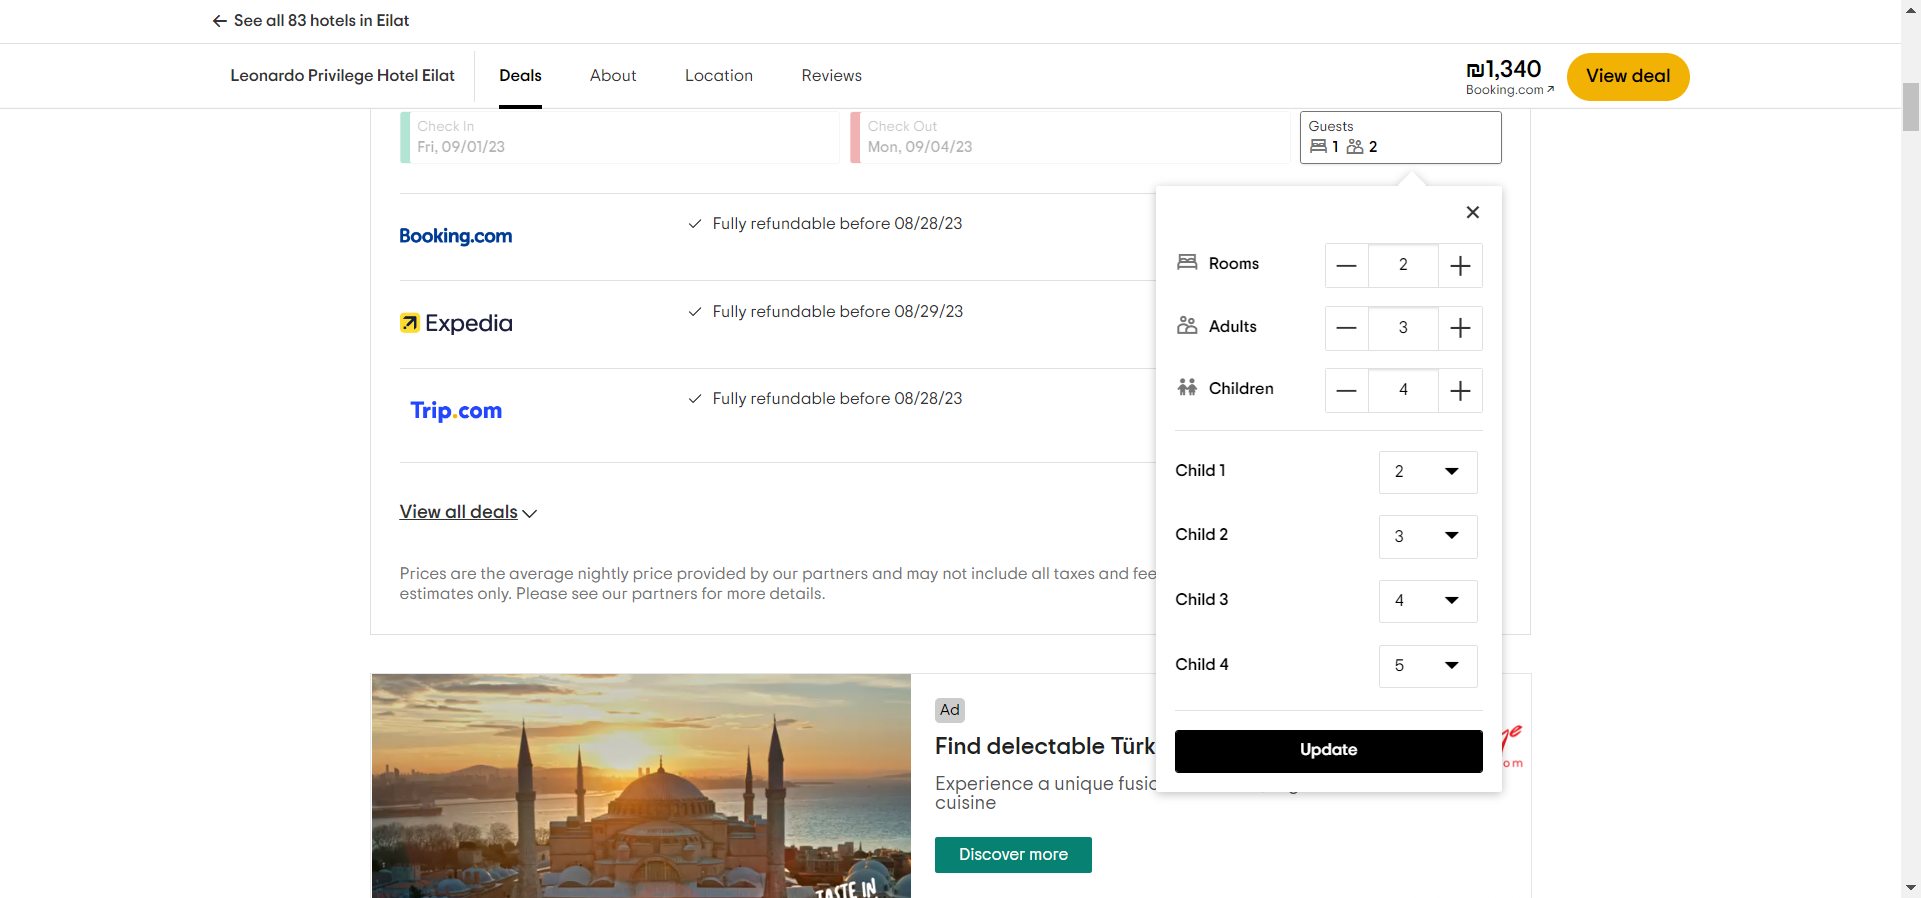 See all 83 hotels in Eilat
Leonardo Privilege Hotel Eilat
Deals
About
Location
Reviews
₪1,340
Booking.com
View deal
Check In
Fri, 09/01/23
Check Out
Mon, 09/04/23
Guests
1 2
Booking.com
Fully refundable before 08/28/23
Expedia
Fully refundable before 08/29/23
Trip.com
Fully refundable before 08/28/23
View all deals
Prices are the average nightly price provided by our partners and may not include all taxes and fee
estimates only. Please see our partners for more details.
Rooms
2
Adults
3
Children
4
Child 1
2
Child 2
3
Child 3
4
Child 4
5
Update
Ad
Find delectable Türk
Experience a unique
cuisine
Discover more
TASTE IN
om